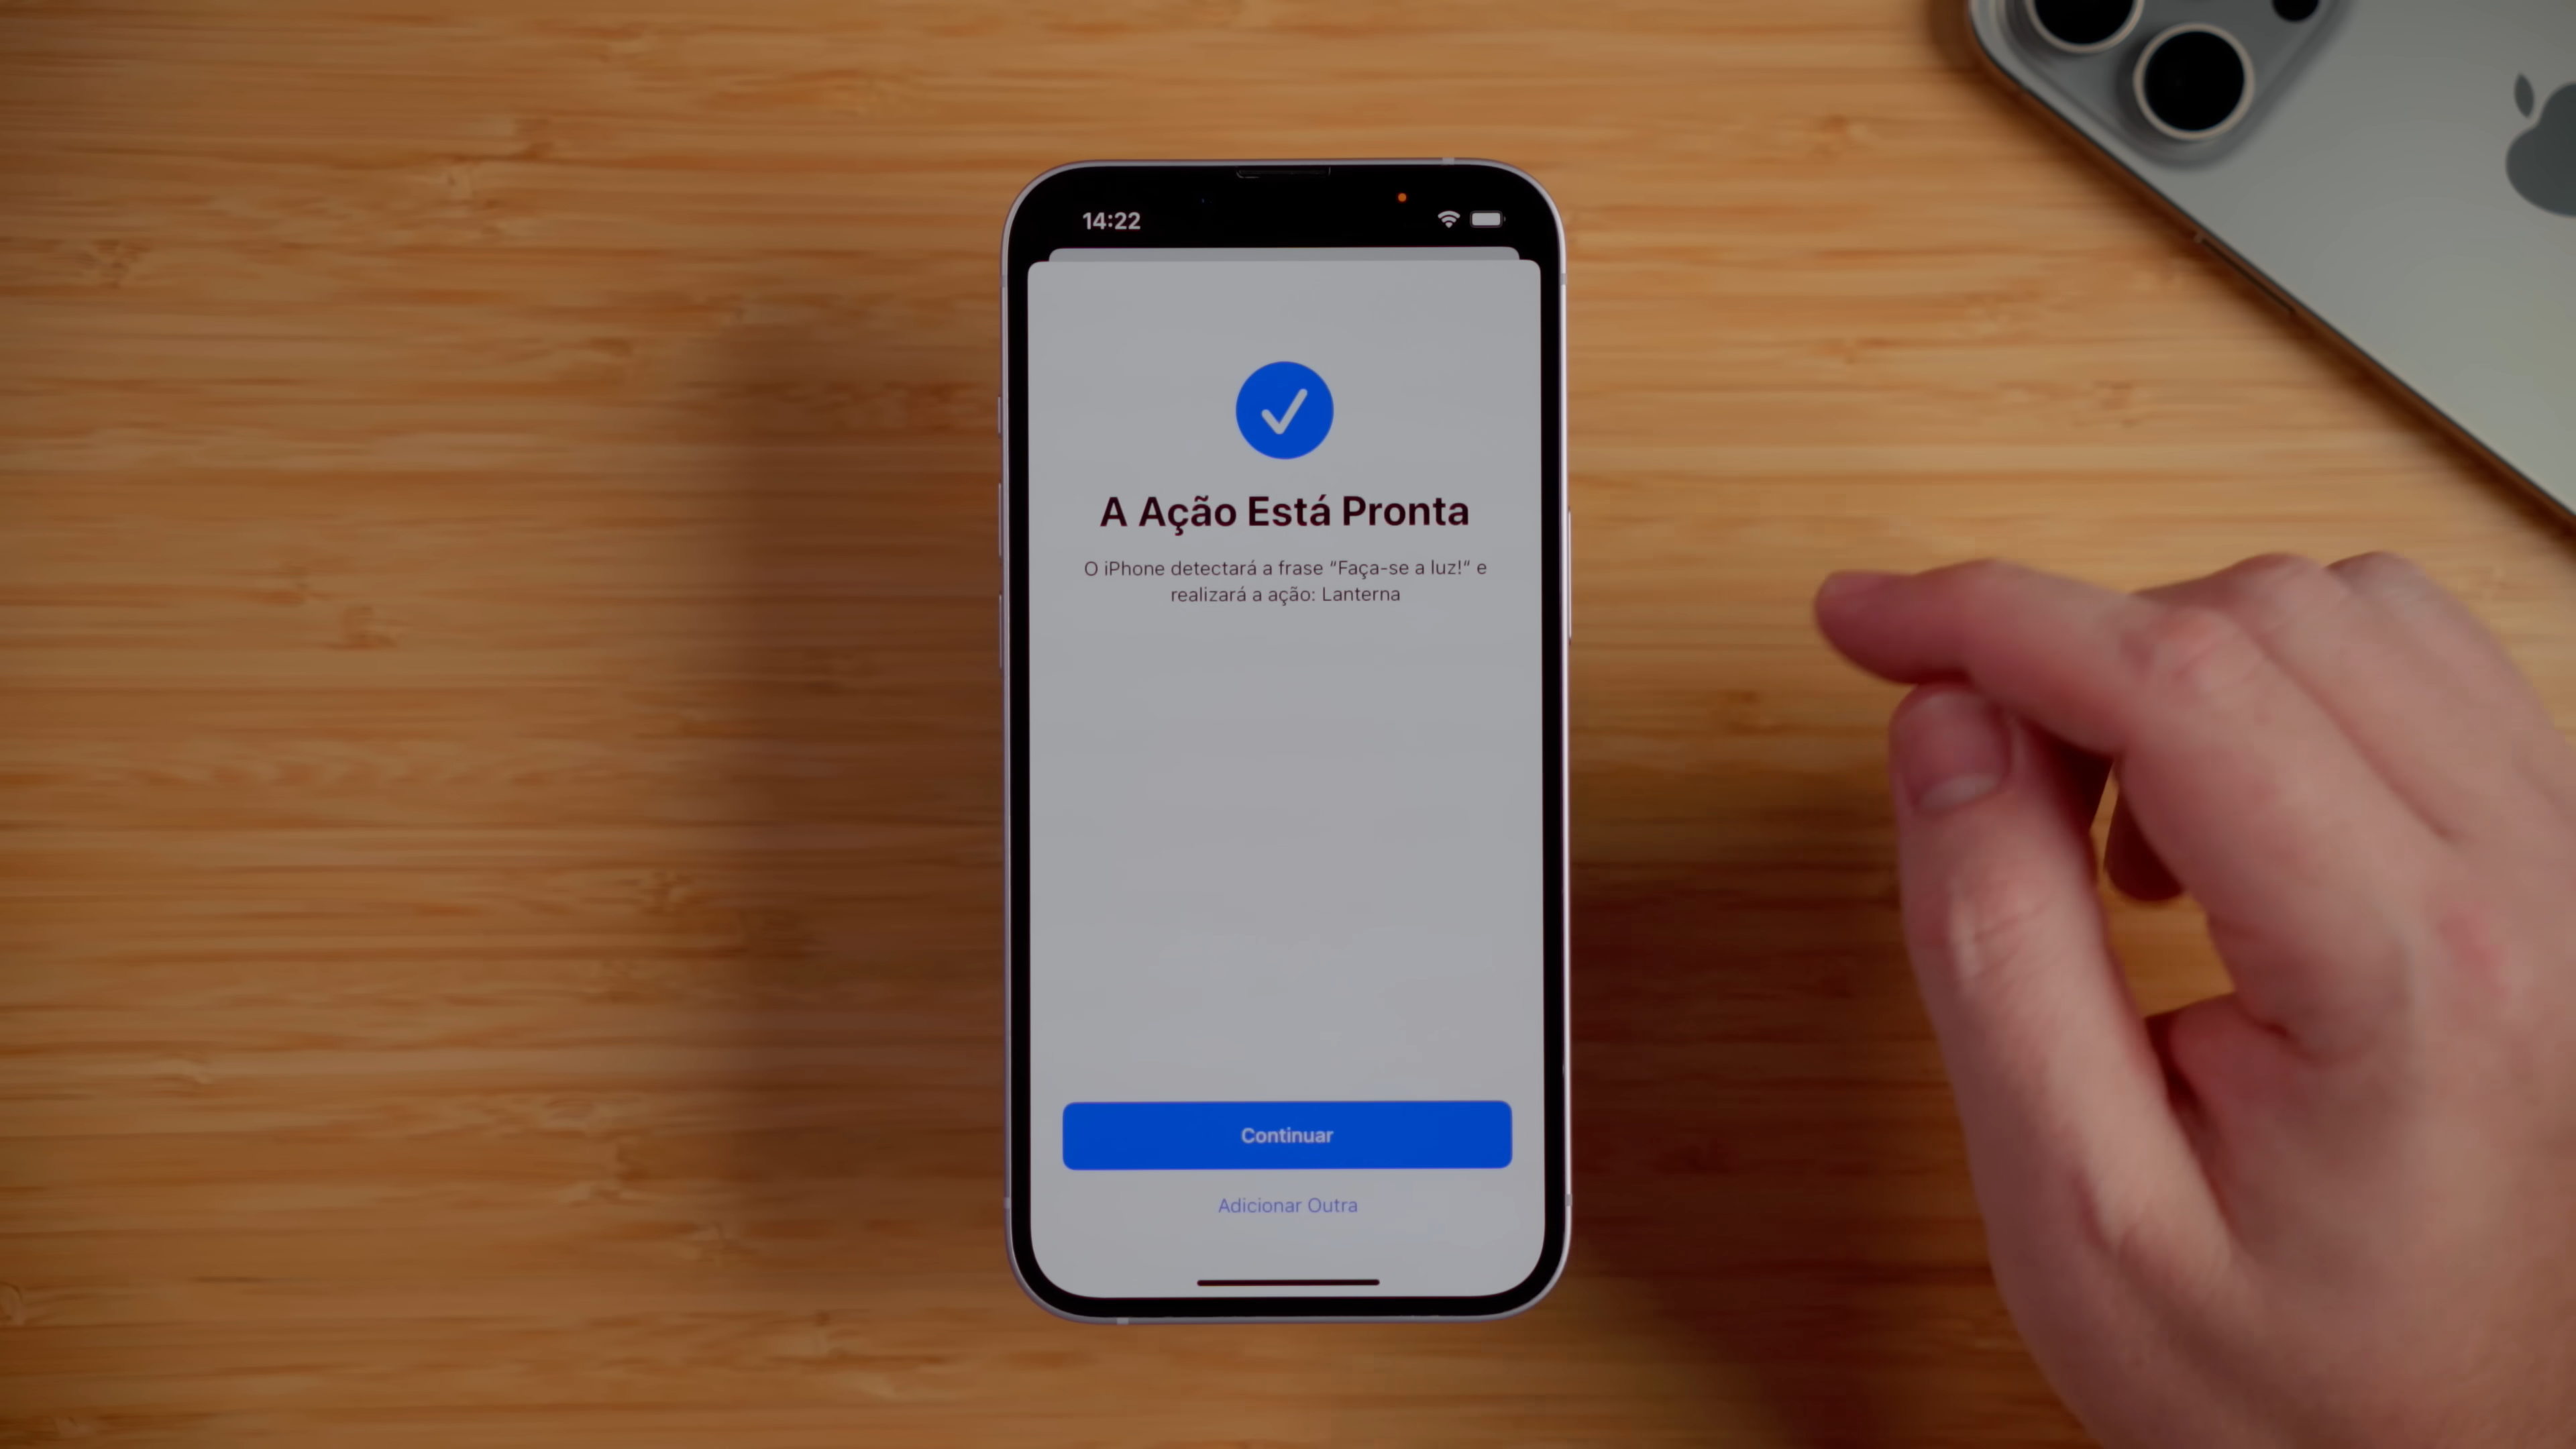 14:22
A Ação Está Pronta
O iPhone detectará a frase “Faça-se a luz!“ e
realizará a ação: Lanterna
Continuar
Adicionar Outra